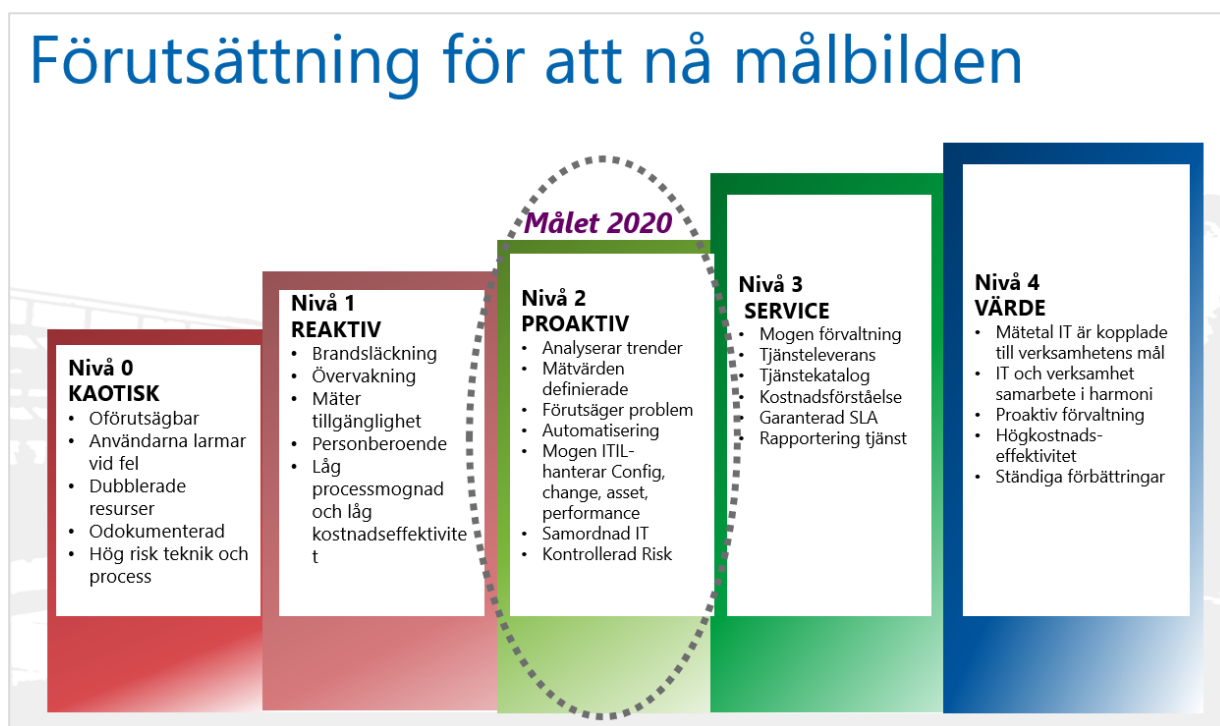 Förutsättning för att nå målbilden
Målet 2020
Nivå 0
KAOTISK
• Oförutsägbar
• Användarna larmar
vid fel
• Dubblerade
resurser
• Odokumenterad
• Hög risk teknik och
process
Nivå 1
REAKTIV
• Brandsläckning
• Övervakning
• Mäter
tillgänglighet
• Personberoende
• Låg
processmognad
och låg
kostnadseffektivite
t
Nivå 2
PROAKTIV
• Analyserar trender
• Mätvärden
definierade
• Förutsäger problem
• Automatisering
• Mogen ITIL-
hanterar Config,
change, asset,
performance
• Samordnad IT
• Kontrollerad Risk
Nivå 3
SERVICE
• Mogen förvaltning
• Tjänsteleverans
• Tjänstekatalog
• Kostnadsförståelse
• Garanterad SLA
• Rapportering tjänst
Nivå 4
VÄRDE
• Mätetal IT är kopplade
till verksamhetens mål
• IT och verksamhet
samarbete i harmoni
• Proaktiv förvaltning
• Högkostnads-
effektivitet
• Ständiga förbättringar